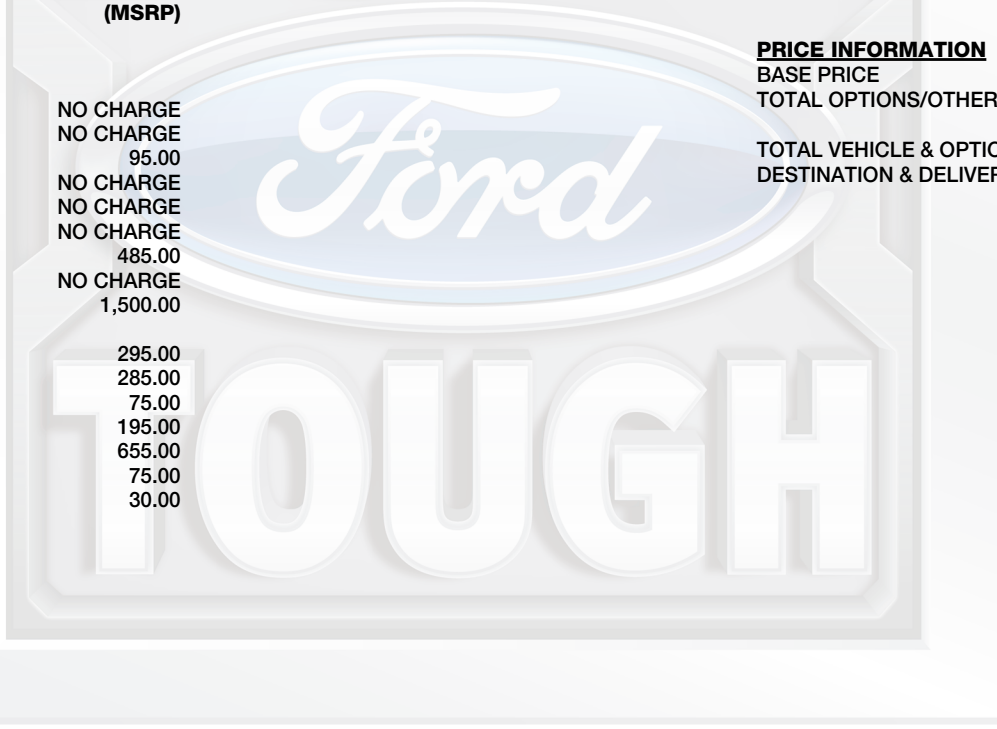 (MSRP)
NO CHARGE
NO CHARGE
95.00
NO CHARGE
NO CHARGE
NO CHARGE
485.00
NO CHARGE
1,500.00
295.00
285.00
75.00
195.00
655.00
75.00
30.00
PRICE INFORMATION
BASE PRICE
TOTAL OPTIONS/OTHER
TOTAL VEHICLE & OPTIO
DESTINATION & DELIVER
Ford
TOUGH